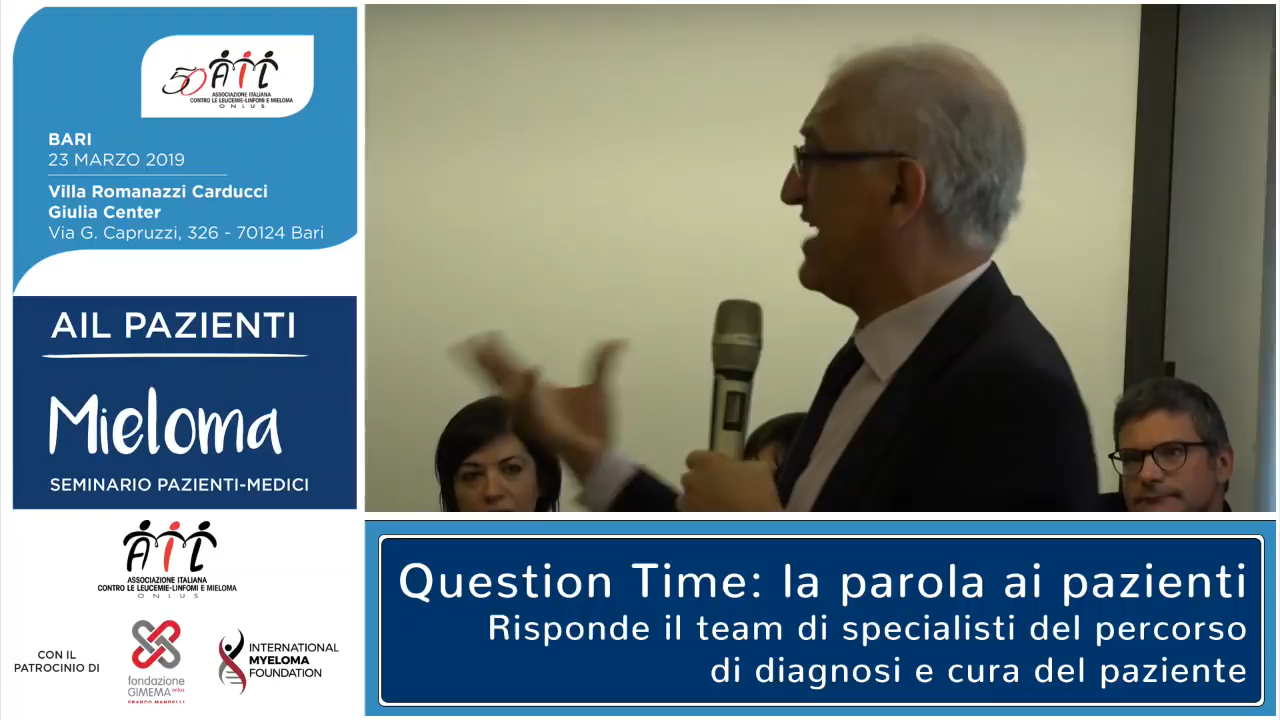 50 AIL
ASSOCIAZIONE ITALIANA
CONTRO LE LEUCEMIE-LINFOMI E MIELOMA
ONLUS
BARI
23 MARZO 2019
Villa Romanazzi Carducci
Giulia Center
Via G. Capruzzi, 326 - 70124 Bari
AIL PAZIENTI
Mieloma
SEMINARIO PAZIENTI-MEDICI
AIL
ASSOCIAZIONE ITALIANA
CONTRO LE LEUCEMIE-LINFOMI E MIELOMA
ONLUS
CON IL
PATROCINIO DI
fondazione
GIMEMA onlus
FRANCO MANDELLI
INTERNATIONAL
MYELOMA
FOUNDATION
Question Time: la parola ai pazienti
Risponde il team di specialisti del percorso
di diagnosi e cura del paziente